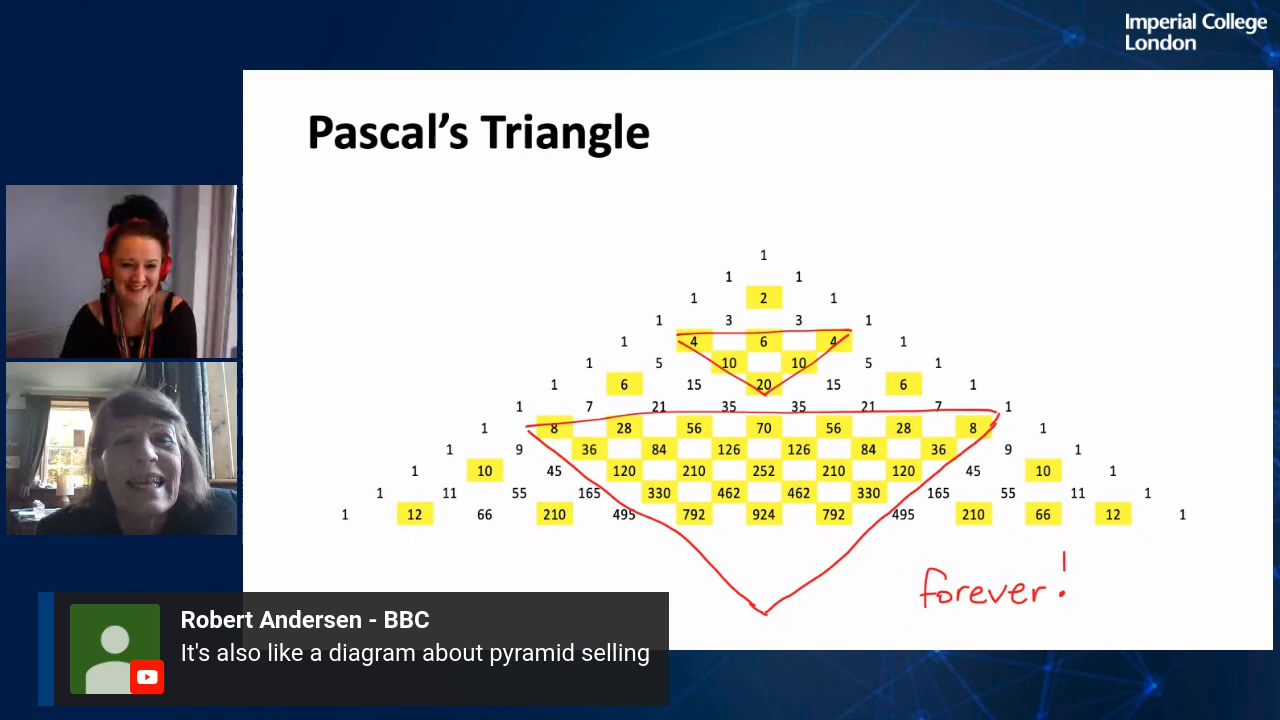 Imperial College
London
Pascal's Triangle
1
1 1
1 2 1
1 3 3 1
1 4 6 4 1
1 5 10 10 5 1
1 6 15 20 15 6 1
1 7 21 35 35 21 7 1
1 8 28 56 70 56 28 8 1
1 9 36 84 126 126 84 36 9 1
1 10 45 120 210 252 210 120 45 10 1
1 11 55 165 330 462 462 330 165 55 11 1
1 12 66 210 495 792 924 792 495 210 66 12 1
forever!
Robert Andersen - BBC
It's also like a diagram about pyramid selling